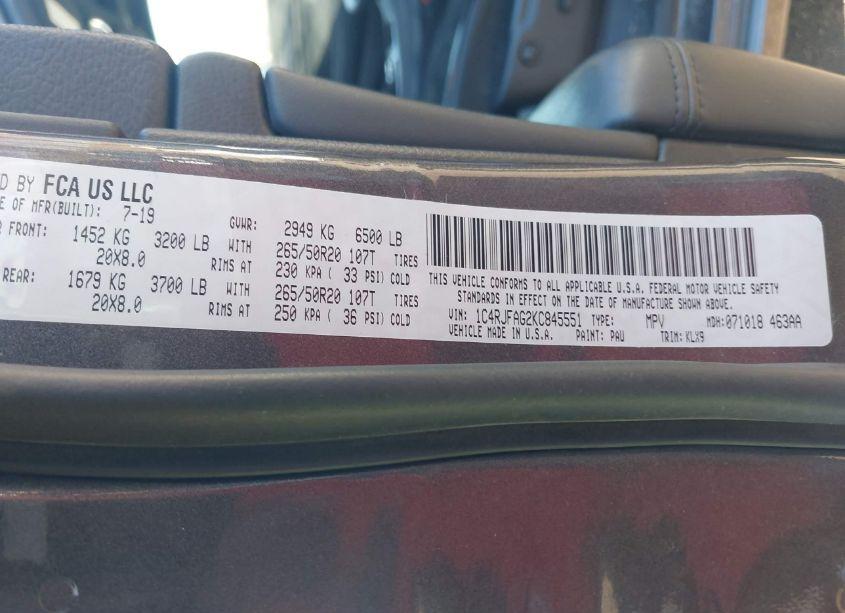 D BY FCA US LLC
E OF MFR(BUILT): 7-19 GVWR: 2949 KG 6500 LB
FRONT: 1452 KG 3200 LB WITH 265/50R20 107T TIRES
20X8.0 RIMS AT 230 KPA ( 33 PSI) COLD
REAR: 1679 KG 3700 LB WITH 265/50R20 107T TIRES
20X8.0 RIMS AT 250 KPA ( 36 PSI) COLD
THIS VEHICLE CONFORMS TO ALL APPLICABLE U.S.A. FEDERAL MOTOR VEHICLE SAFETY
STANDARDS IN EFFECT ON THE DATE OF MANUFACTURE SHOWN ABOVE.
VIN: 1C4RJFAG2KC845551 TYPE: MPV MDH:071018 463AA
VEHICLE MADE IN U.S.A. PAINT: PAU TRIM: KLX9